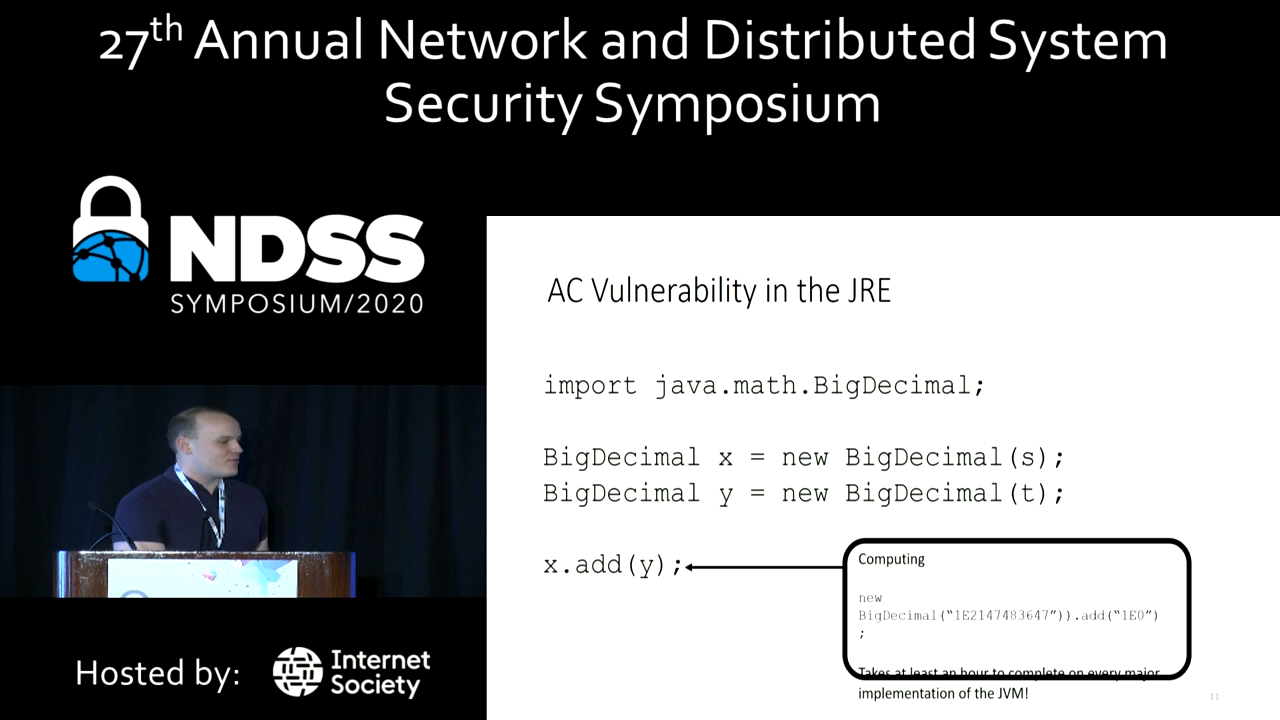 27th Annual Network and Distributed System
Security Symposium
NDSS
SYMPOSIUM/2020
AC Vulnerability in the JRE
import java.math.BigDecimal;
BigDecimal x = new BigDecimal(s);
BigDecimal y = new BigDecimal(t);
x.add(y);
Computing
new
BigDecimal(“1E2147483647”)).add(“1E0”)
;
Takes at least an hour to complete on every major
implementation of the JVM!
11
Hosted by:
Internet
Society